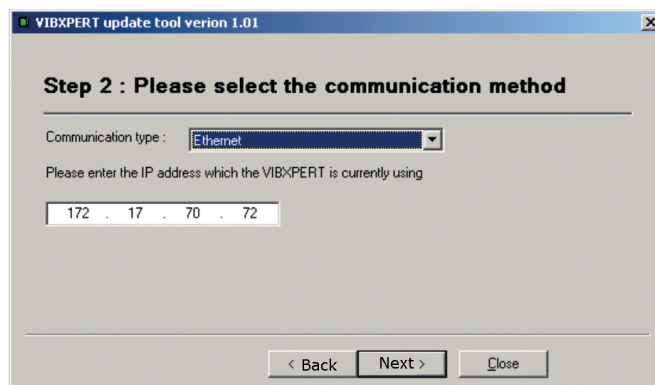 VIBXPERT update tool verion 1.01
Step 2 : Please select the communication method
Communication type : Ethernet
Please enter the IP address which the VIBXPERT is currently using
172 . 17 . 70 . 72
< Back Next > Close